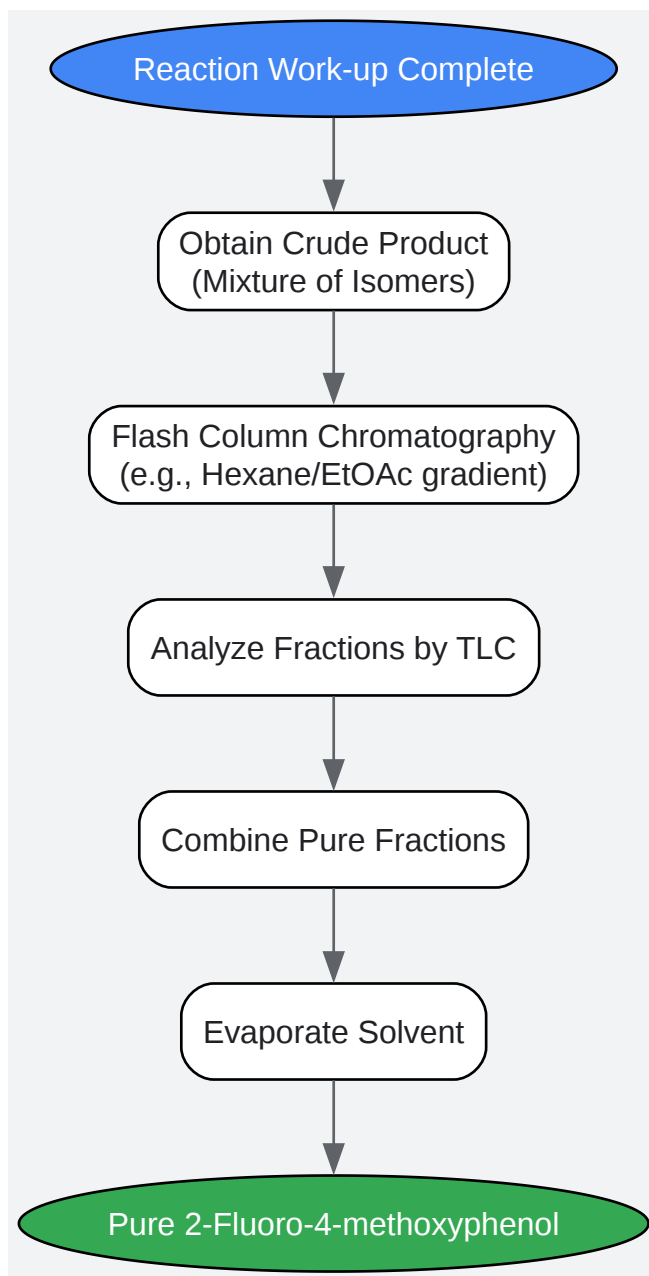 Reaction Work-up Complete
Obtain Crude Product
(Mixture of Isomers)
Flash Column Chromatography
(e.g., Hexane/EtOAc gradient)
Analyze Fractions by TLC
Combine Pure Fractions
Evaporate Solvent
Pure 2-Fluoro-4-methoxyphenol